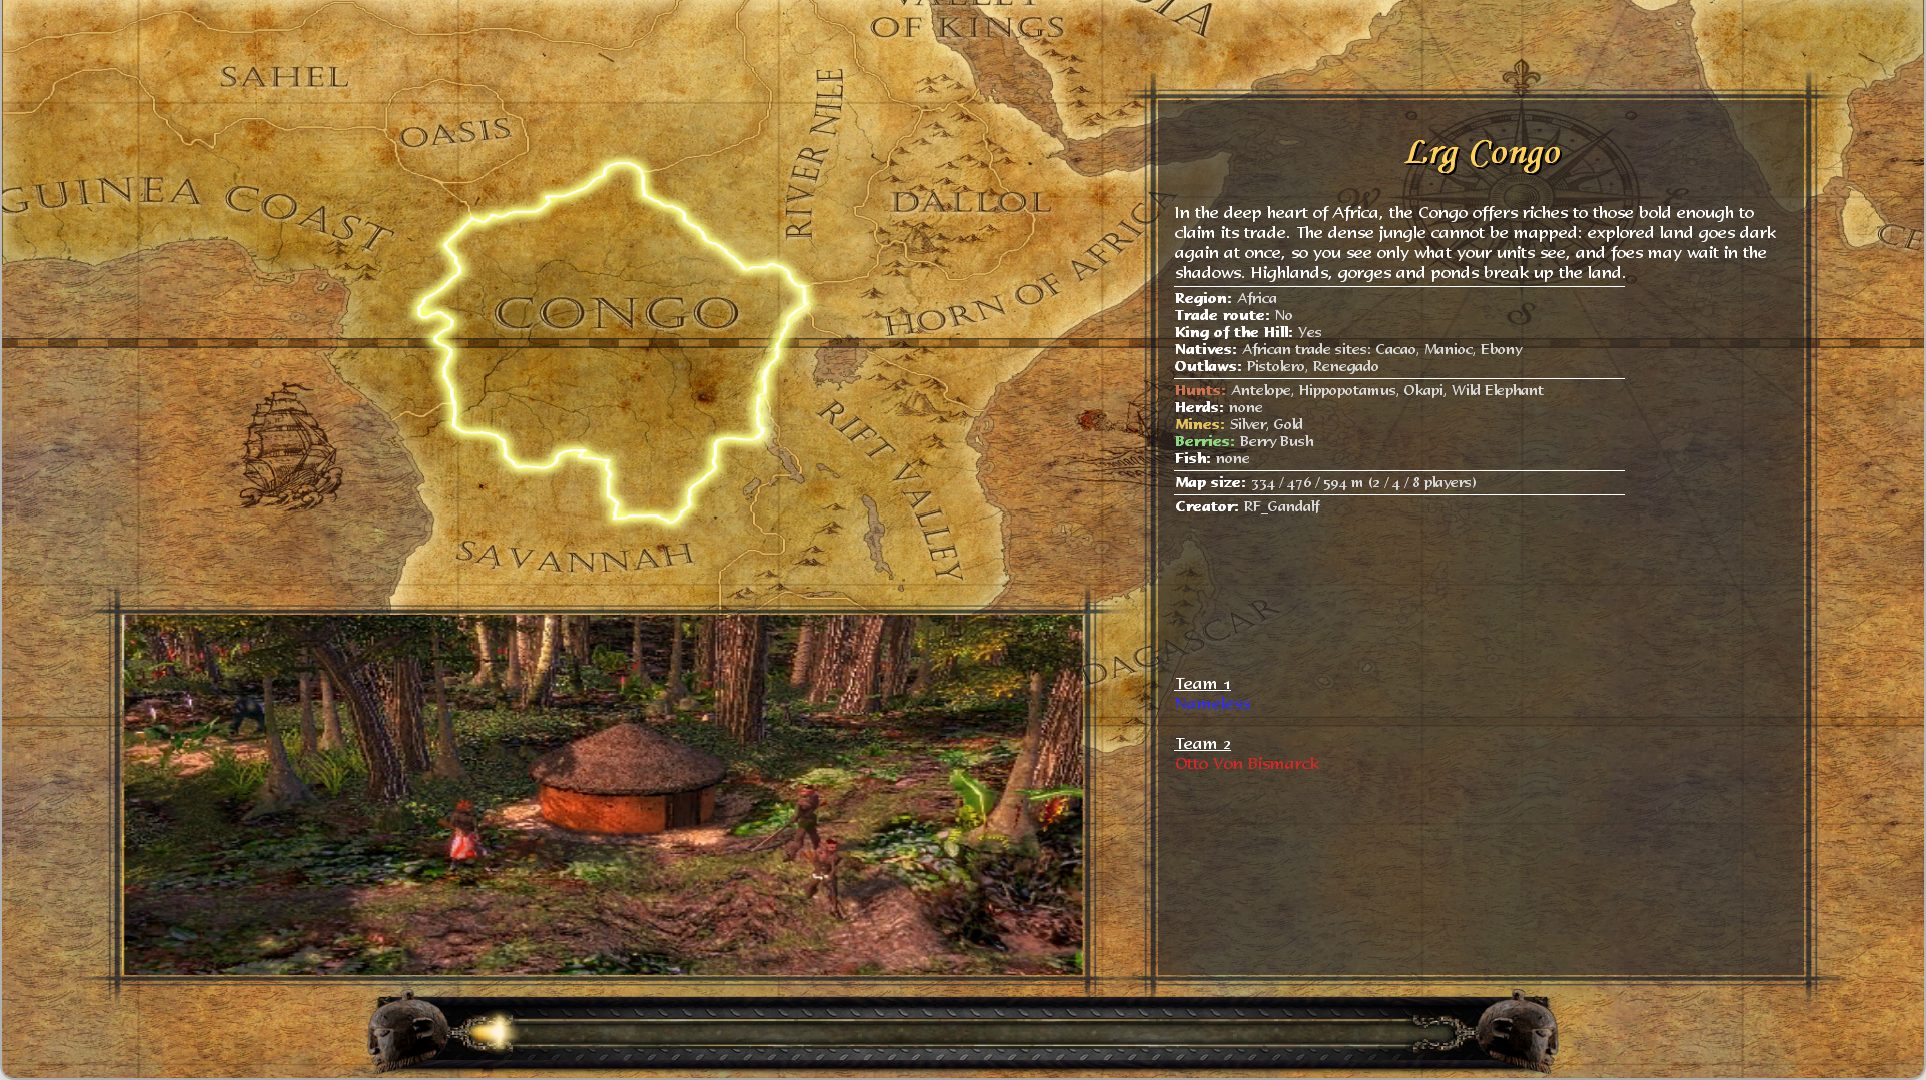 VALLEY
OF KINGS
SAHEL
OASIS
RIVER NILE
GUINEA COAST
DALLOL
CONGO
HORN OF AFRICA
RIFT VALLEY
SAVANNAH
DAGASCAR
CE
W
S
Lrg Congo
In the deep heart of Africa, the Congo offers riches to those bold enough to
claim its trade. The dense jungle cannot be mapped: explored land goes dark
again at once, so you see only what your units see, and foes may wait in the
shadows. Highlands, gorges and ponds break up the land.
Region: Africa
Trade route: No
King of the Hill: Yes
Natives: African trade sites: Cacao, Manioc, Ebony
Outlaws: Pistolero, Renegado
Hunts: Antelope, Hippopotamus, Okapi, Wild Elephant
Herds: none
Mines: Silver, Gold
Berries: Berry Bush
Fish: none
Map size: 334 / 476 / 594 m (2 / 4 / 8 players)
Creator: RF_Gandalf
Team 1
Nameless
Team 2
Otto Von Bismarck